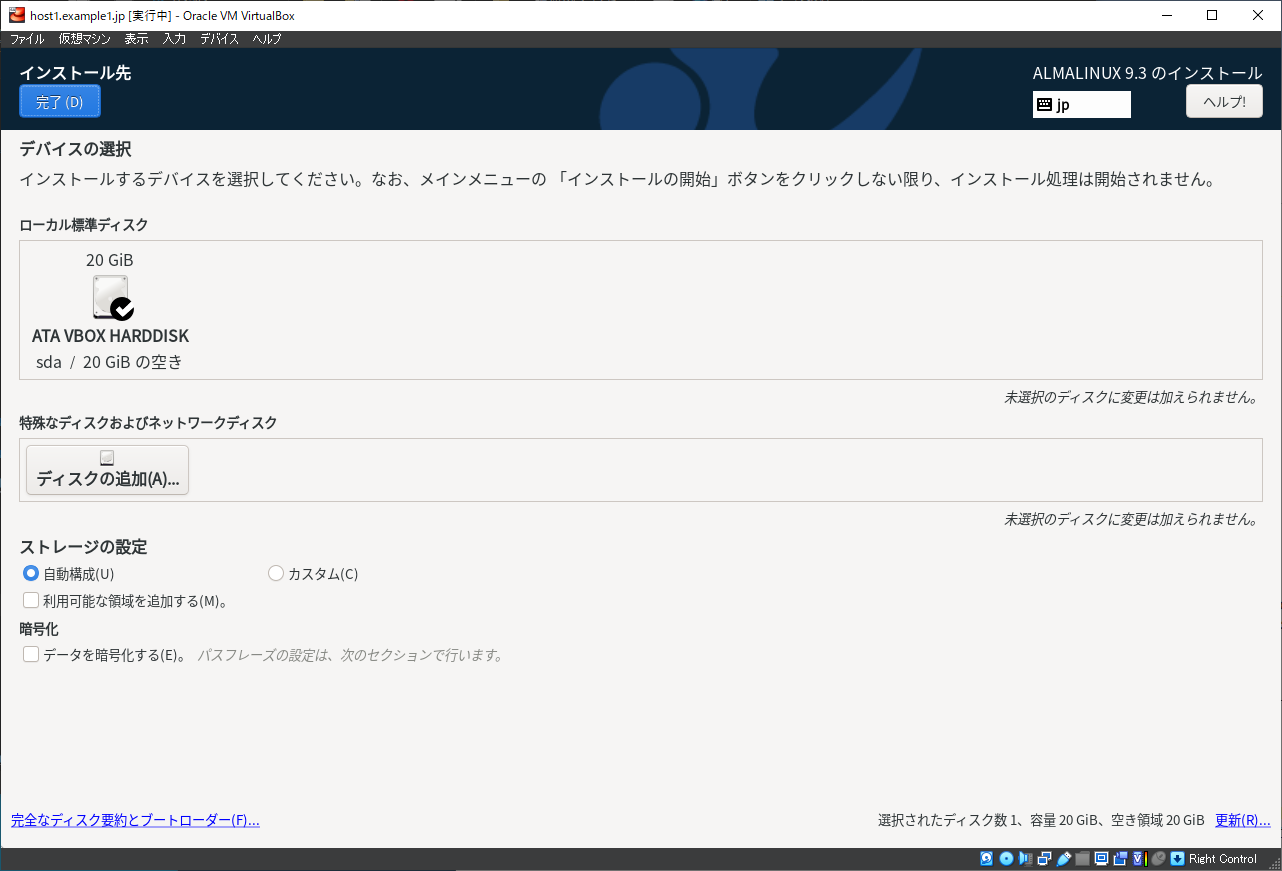 host1.example1.jp [実行中] - Oracle VM VirtualBox
ファイル 仮想マシン 表示 入力 デバイス ヘルプ
インストール先
ALMALINUX 9.3 のインストール
完了 (D)
jp
ヘルプ!
デバイスの選択
インストールするデバイスを選択してください。なお、メインメニューの 「インストールの開始」ボタンをクリックしない限り、インストール処理は開始されません。
ローカル標準ディスク
20 GiB
ATA VBOX HARDDISK
sda / 20 GiB の空き
未選択のディスクに変更は加えられません。
特殊なディスクおよびネットワークディスク
ディスクの追加(A)...
未選択のディスクに変更は加えられません。
ストレージの設定
自動構成(U) カスタム(C)
利用可能な領域を追加する(M)。
暗号化
データを暗号化する(E)。 パスフレーズの設定は、次のセクションで行います。
完全なディスク要約とブートローダー(F)... 選択されたディスク数 1、容量 20 GiB、空き領域 20 GiB 更新(R)...
Right Control